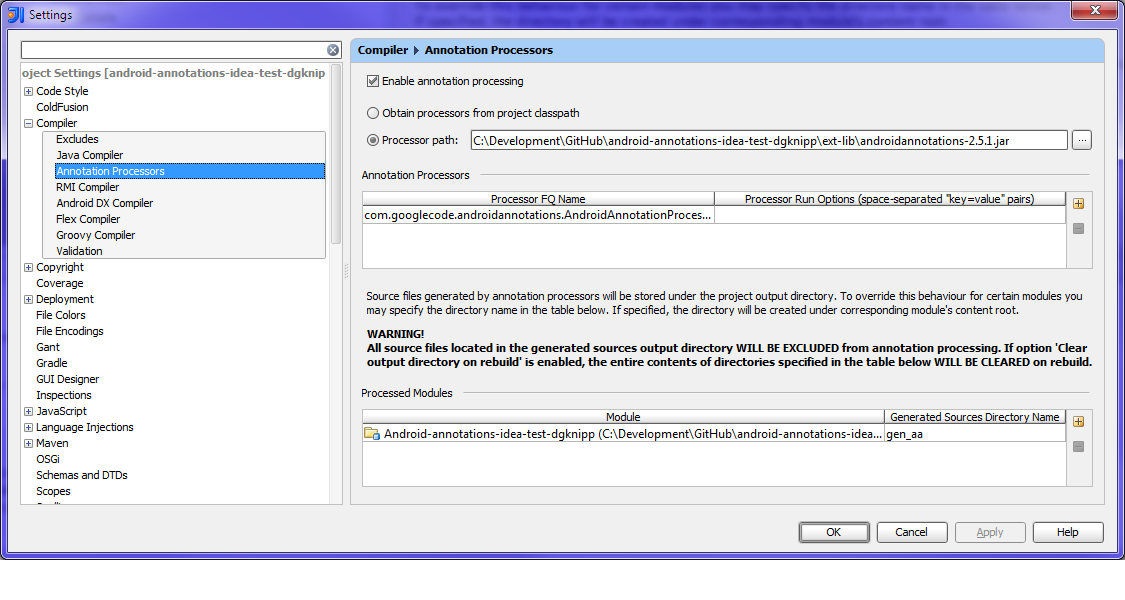 Settings
oject Settings [android-annotations-idea-test-dgknip
Code Style
ColdFusion
Compiler
Excludes
Java Compiler
Annotation Processors
RMI Compiler
Android DX Compiler
Flex Compiler
Groovy Compiler
Validation
Copyright
Coverage
Deployment
File Colors
File Encodings
Gant
Gradle
GUI Designer
Inspections
JavaScript
Language Injections
Maven
OSGi
Schemas and DTDs
Scopes
Compiler Annotation Processors
Enable annotation processing
Obtain processors from project classpath
Processor path: C:\Development\GitHub\android-annotations-idea-test-dgknipp\ext-lib\androidannotations-2.5.1.jar ...
Annotation Processors
Processor FQ Name Processor Run Options (space-separated "key=value" pairs)
com.googlecode.androidannotations.AndroidAnnotationProces...
Source files generated by annotation processors will be stored under the project output directory. To override this behaviour for certain modules you
may specify the directory name in the table below. If specified, the directory will be created under corresponding module's content root.
WARNING!
All source files located in the generated sources output directory WILL BE EXCLUDED from annotation processing. If option 'Clear
output directory on rebuild' is enabled, the entire contents of directories specified in the table below WILL BE CLEARED on rebuild.
Processed Modules
Module Generated Sources Directory Name
Android-annotations-idea-test-dgknipp (C:\Development\GitHub\android-annotations-idea... gen_aa
OK Cancel Apply Help